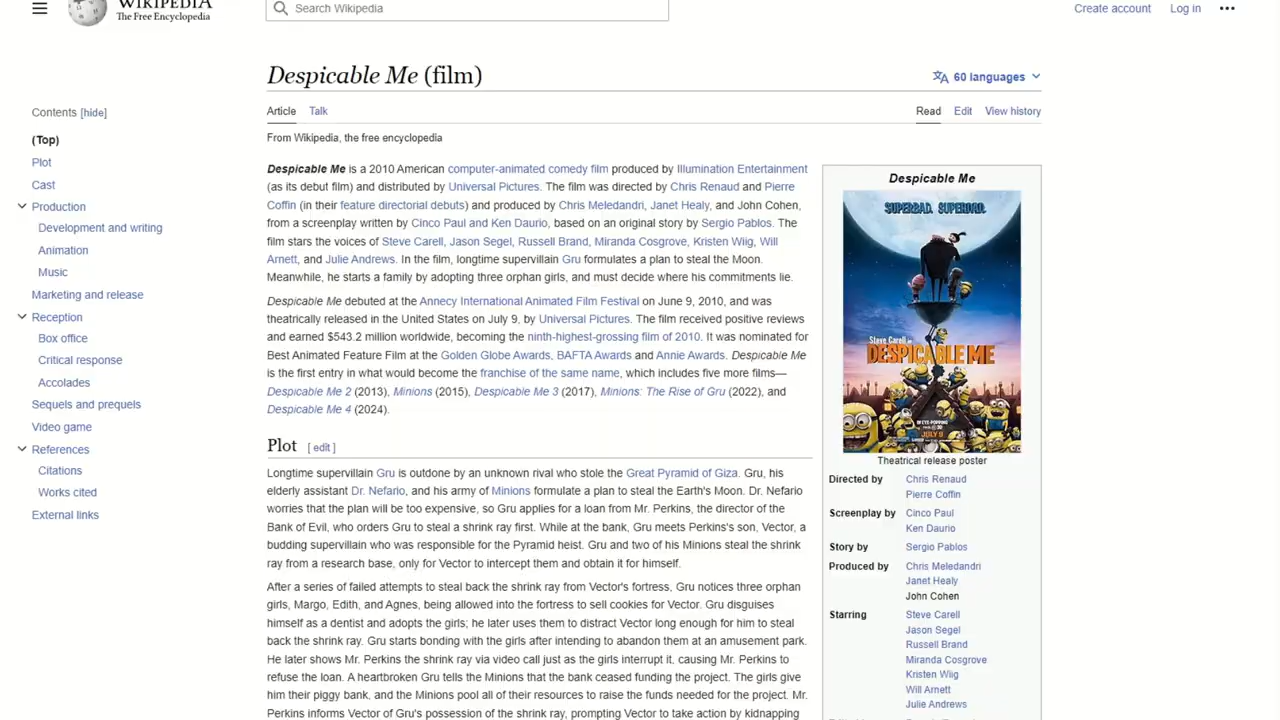 WIKIPEDIA
The Free Encyclopedia
Search Wikipedia
Create account
Log in
Despicable Me (film)
60 languages
Article
Talk
Read
Edit
View history
From Wikipedia, the free encyclopedia
Contents [hide]
(Top)
Plot
Cast
Production
Development and writing
Animation
Music
Marketing and release
Reception
Box office
Critical response
Accolades
Sequels and prequels
Video game
References
Citations
Works cited
External links
Despicable Me is a 2010 American computer-animated comedy film produced by Illumination Entertainment
(as its debut film) and distributed by Universal Pictures. The film was directed by Chris Renaud and Pierre
Coffin (in their feature directorial debuts) and produced by Chris Meledandri, Janet Healy, and John Cohen,
from a screenplay written by Cinco Paul and Ken Daurio, based on an original story by Sergio Pablos. The
film stars the voices of Steve Carell, Jason Segel, Russell Brand, Miranda Cosgrove, Kristen Wiig, Will
Arnett, and Julie Andrews. In the film, longtime supervillain Gru formulates a plan to steal the Moon.
Meanwhile, he starts a family by adopting three orphan girls, and must decide where his commitments lie.
Despicable Me debuted at the Annecy International Animated Film Festival on June 9, 2010, and was
theatrically released in the United States on July 9, by Universal Pictures. The film received positive reviews
and earned $543.2 million worldwide, becoming the ninth-highest-grossing film of 2010. It was nominated for
Best Animated Feature Film at the Golden Globe Awards, BAFTA Awards and Annie Awards. Despicable Me
is the first entry in what would become the franchise of the same name, which includes five more films—
Despicable Me 2 (2013), Minions (2015), Despicable Me 3 (2017), Minions: The Rise of Gru (2022), and
Despicable Me 4 (2024).
Plot [ edit ]
Longtime supervillain Gru is outdone by an unknown rival who stole the Great Pyramid of Giza. Gru, his
elderly assistant Dr. Nefario, and his army of Minions formulate a plan to steal the Earth's Moon. Dr. Nefario
worries that the plan will be too expensive, so Gru applies for a loan from Mr. Perkins, the director of the
Bank of Evil, who orders Gru to steal a shrink ray first. While at the bank, Gru meets Perkins's son, Vector, a
budding supervillain who was responsible for the Pyramid heist. Gru and two of his Minions steal the shrink
ray from a research base, only for Vector to intercept them and obtain it for himself.
After a series of failed attempts to steal back the shrink ray from Vector's fortress, Gru notices three orphan
girls, Margo, Edith, and Agnes, being allowed into the fortress to sell cookies for Vector. Gru disguises
himself as a dentist and adopts the girls; he later uses them to distract Vector long enough for him to steal
back the shrink ray. Gru starts bonding with the girls after intending to abandon them at an amusement park.
He later shows Mr. Perkins the shrink ray via video call just as the girls interrupt it, causing Mr. Perkins to
refuse the loan. A heartbroken Gru tells the Minions that the bank ceased funding the project. The girls give
him their piggy bank, and the Minions pool all of their resources to raise the funds needed for the project. Mr.
Perkins informs Vector of Gru's possession of the shrink ray, prompting Vector to take action by kidnapping
Despicable Me
SUPERBAD. SUPERDAD.
Steve Carell is
DESPICABLE ME
JULY 9
Theatrical release poster
Directed by
Chris Renaud
Pierre Coffin
Screenplay by
Cinco Paul
Ken Daurio
Story by
Sergio Pablos
Produced by
Chris Meledandri
Janet Healy
John Cohen
Starring
Steve Carell
Jason Segel
Russell Brand
Miranda Cosgrove
Kristen Wiig
Will Arnett
Julie Andrews